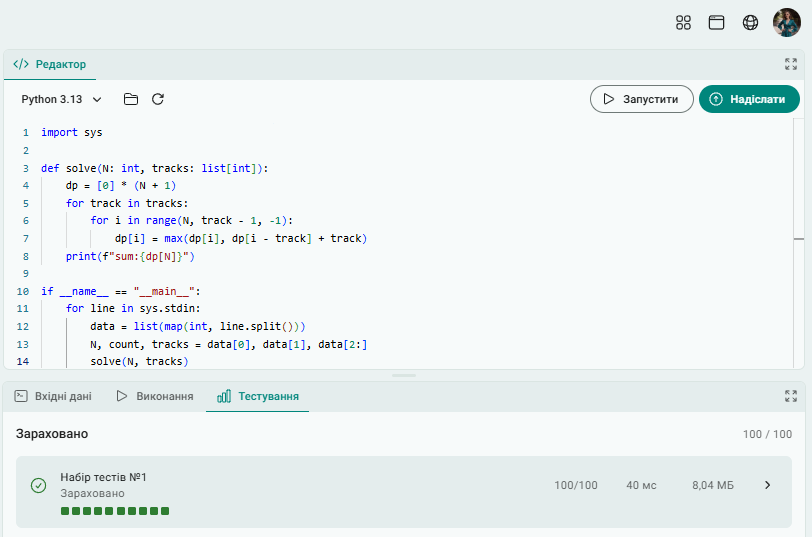 </> Редактор
Python 3.13
Запустити
Надіслати
1 import sys
2
3 def solve(N: int, tracks: list[int]):
4     dp = [0] * (N + 1)
5     for track in tracks:
6         for i in range(N, track - 1, -1):
7             dp[i] = max(dp[i], dp[i - track] + track)
8     print(f"sum:{dp[N]}")
9
10 if __name__ == "__main__":
11     for line in sys.stdin:
12         data = list(map(int, line.split()))
13         N, count, tracks = data[0], data[1], data[2:]
14         solve(N, tracks)
Вхідні дані
Виконання
Тестування
Зараховано
100 / 100
Набір тестів №1
Зараховано
100/100
40 мс
8,04 МБ